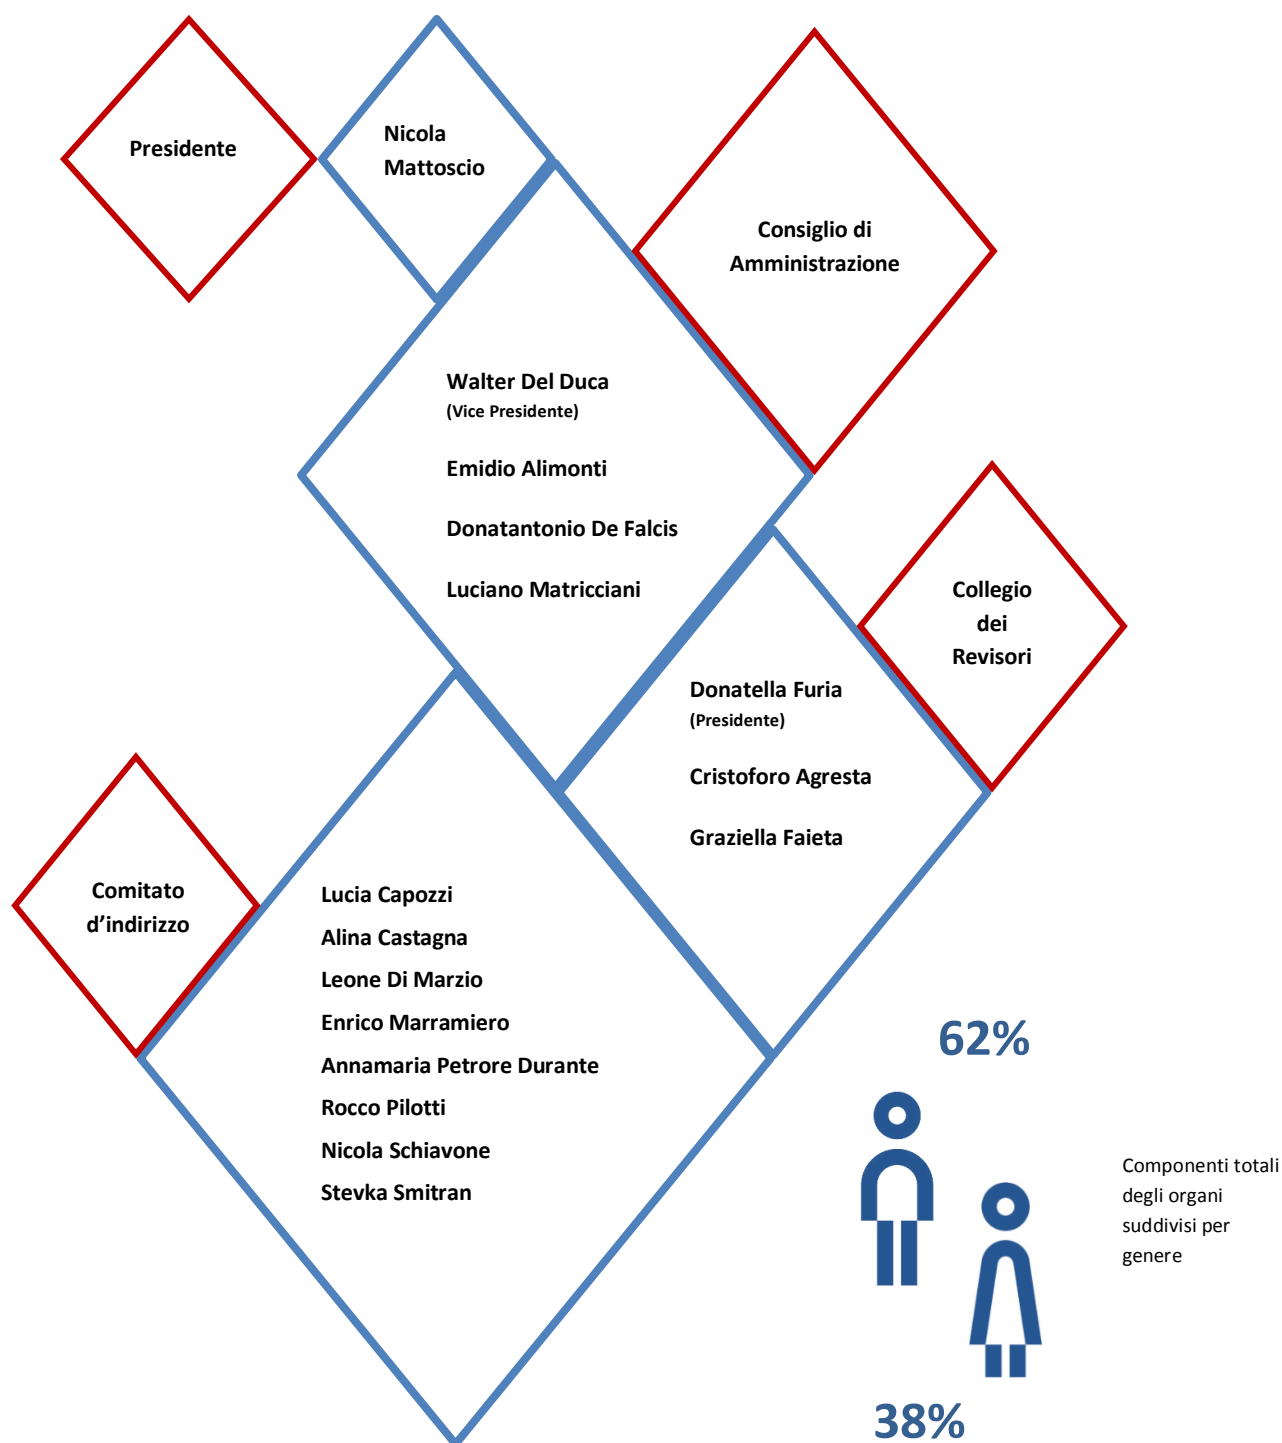 Presidente
Nicola
Mattoscio
Consiglio di
Amministrazione
Walter Del Duca
(Vice Presidente)
Emidio Alimonti
Donatantonio De Falcis
Luciano Matricciani
Collegio
dei
Revisori
Donatella Furia
(Presidente)
Cristoforo Agresta
Graziella Faieta
Comitato
d’indirizzo
Lucia Capozzi
Alina Castagna
Leone Di Marzio
Enrico Marramiero
Annamaria Petrore Durante
Rocco Pilotti
Nicola Schiavone
Stevka Smitran
62%
Componenti totali
degli organi
suddivisi per
genere
38%